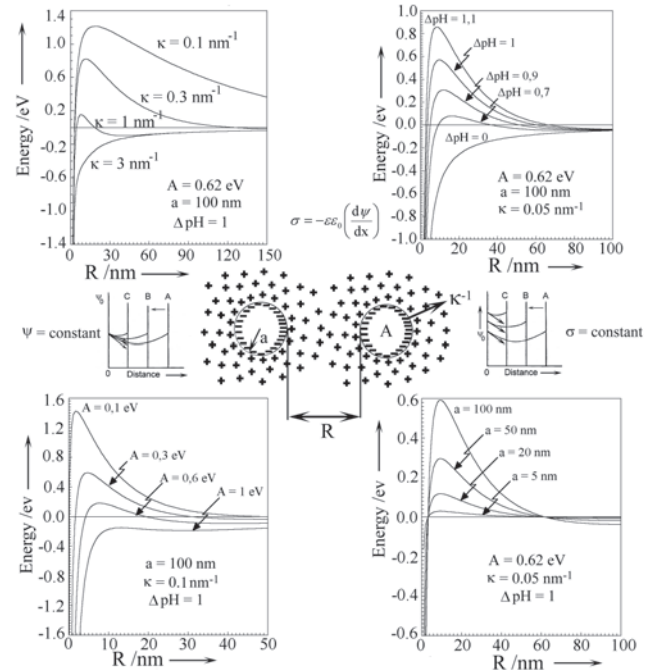 1.4
1.0
0.6
0.2
-0.2
-0.6
-1.0
-1.4
Energy /eV
κ = 0.1 nm⁻¹
κ = 0.3 nm⁻¹
κ = 1 nm⁻¹
κ = 3 nm⁻¹
A = 0.62 eV
a = 100 nm
ΔpH = 1
0 30 60 90 120 150
R /nm
1.0
0.8
0.6
0.4
0.2
0.0
-0.2
-0.4
-0.6
-0.8
-1.0
Energy /eV
ΔpH = 1,1
ΔpH = 1
ΔpH = 0,9
ΔpH = 0,7
ΔpH = 0
A = 0.62 eV
a = 100 nm
κ = 0.05 nm⁻¹
0 20 40 60 80 100
R /nm
σ = -εε₀(dψ/dx)
ψ = constant
C B A
0 Distance
a
A
κ⁻¹
R
C B A
0 Distance
σ = constant
1.6
1.2
0.8
0.4
0.0
-0.4
-0.8
-1.2
1.6
Energy /ev
A = 0,1 eV
A = 0,3 eV
A = 0,6 eV
A = 1 eV
a = 100 nm
κ = 0.1nm⁻¹
ΔpH = 1
0 10 20 30 40 50
R /nm
0.6
0.4
0.2
0.0
-0.2
-0.4
-0.6
Energy /ev
a = 100 nm
a = 50 nm
a = 20 nm
a = 5 nm
A = 0.62 eV
κ = 0.05 nm⁻¹
ΔpH = 1
0 20 40 60 80 100
R /nm